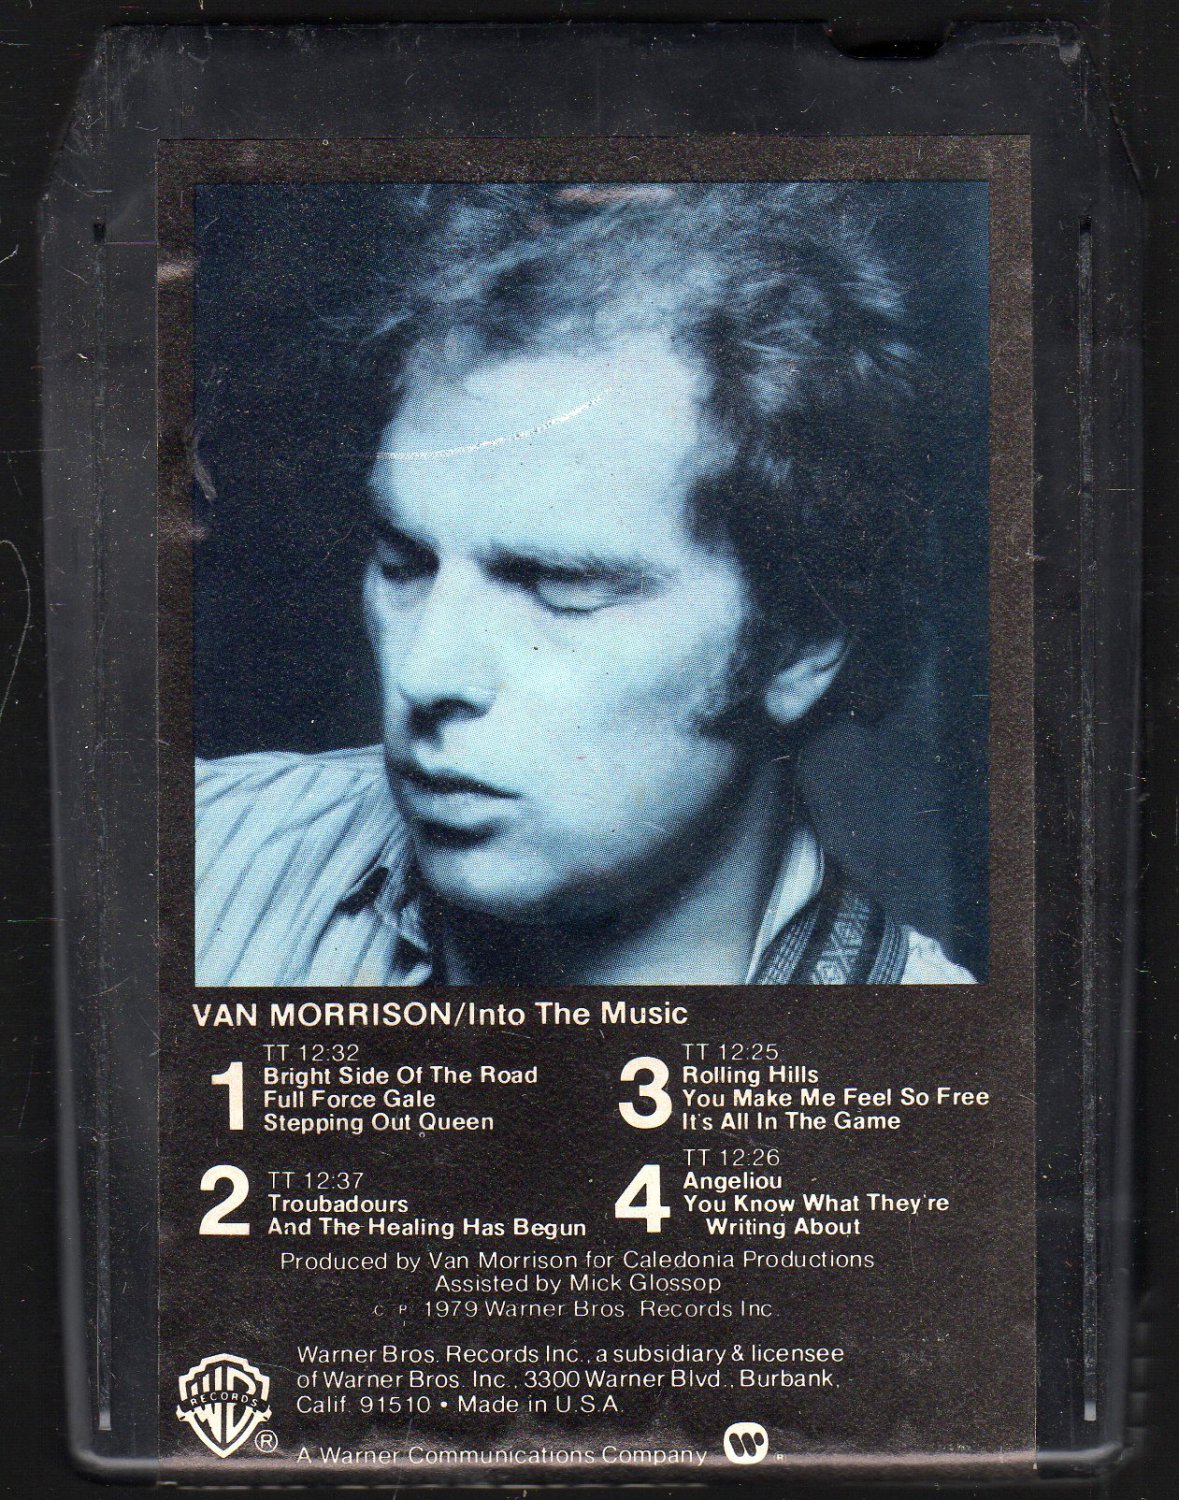 VAN MORRISON/Into The Music
1
TT 12:32
Bright Side Of The Road
Full Force Gale
Stepping Out Queen
2
TT 12:37
Troubadours
And The Healing Has Begun
3
TT 12:25
Rolling Hills
You Make Me Feel So Free
It's All In The Game
4
TT 12:26
Angeliou
You Know What They're
Writing About
Produced by Van Morrison for Caledonia Productions
Assisted by Mick Glossop
C P 1979 Warner Bros. Records Inc.
Warner Bros. Records Inc., a subsidiary & licensee
of Warner Bros. Inc., 3300 Warner Blvd., Burbank,
Calif. 91510 • Made in U.S.A.
WB
RECORDS
®
A Warner Communications Company
W ®